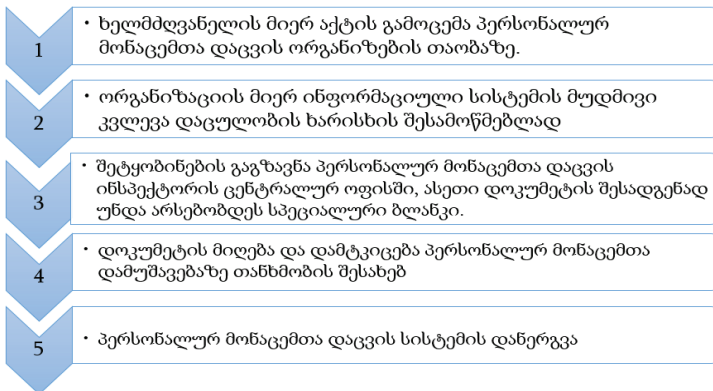 1
• ხელმძღვანელის მიერ აქტის გამოცემა პერსონალურ
მონაცემთა დაცვის ორგანიზების თაობაზე.
2
• ორგანიზაციის მიერ ინფორმაციული სისტემის მუდმივი
კვლევა დაცულობის ხარისხის შესამოწმებლად
3
• შეტყობინების გაგზავნა პერსონალურ მონაცემთა დაცვის
ინსპექტორის ცენტრალურ ოფისში, ასეთი დოკუმეტის შესადგენად
უნდა არსებობდეს სპეციალური ბლანკი.
4
• დოკუმეტის მიღება და დამტკიცება პერსონალურ მონაცემთა
დამუშავებაზე თანხმობის შესახებ
5
• პერსონალურ მონაცემთა დაცვის სისტემის დანერგვა